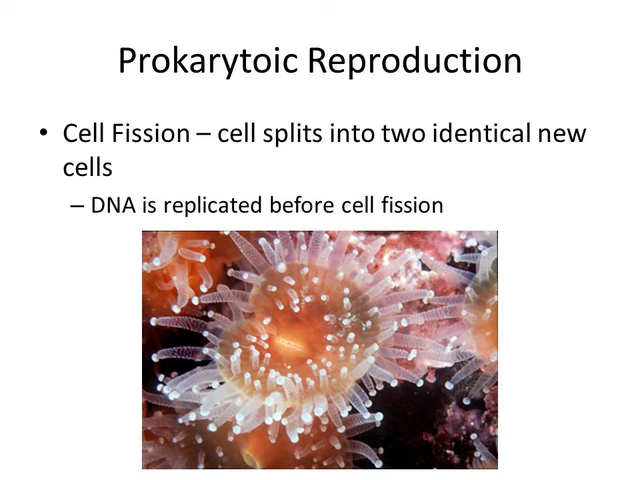 Prokarytoic Reproduction
• Cell Fission – cell splits into two identical new
cells
– DNA is replicated before cell fission